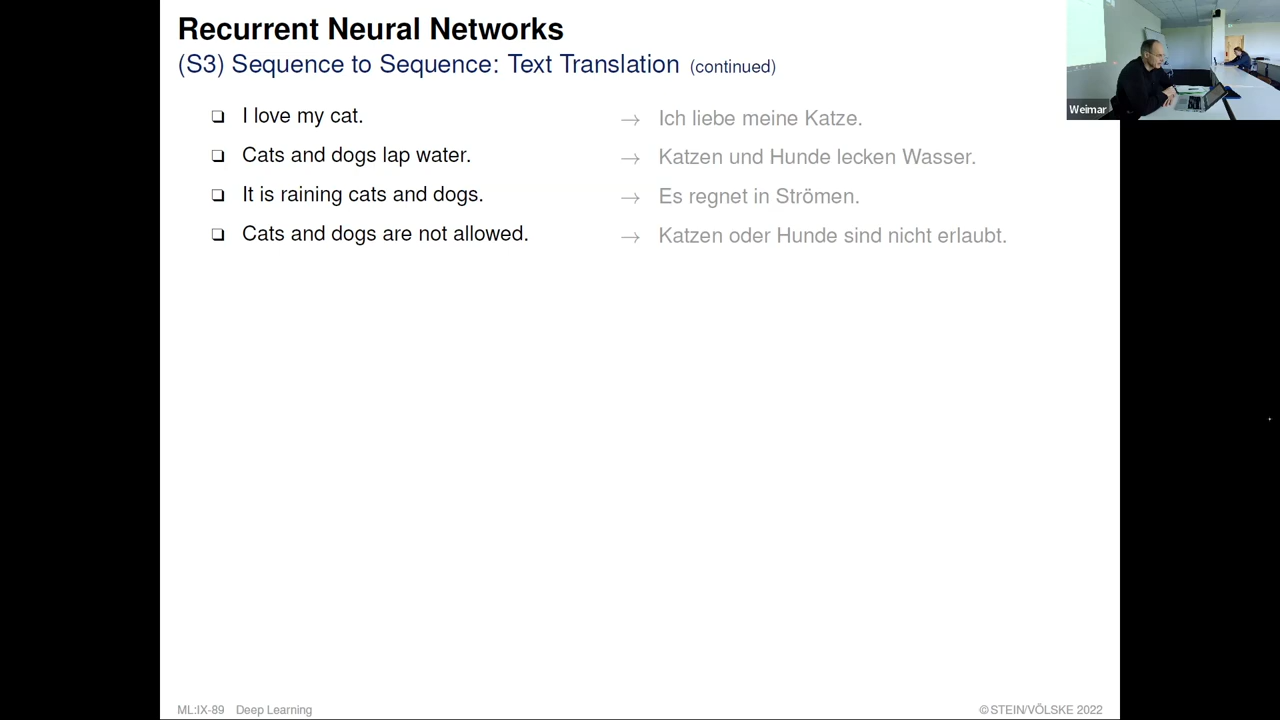 Recurrent Neural Networks
(S3) Sequence to Sequence: Text Translation (continued)
❑ I love my cat. → Ich liebe meine Katze.
❑ Cats and dogs lap water. → Katzen und Hunde lecken Wasser.
❑ It is raining cats and dogs. → Es regnet in Strömen.
❑ Cats and dogs are not allowed. → Katzen oder Hunde sind nicht erlaubt.
Weimar
ML:IX-89 Deep Learning ©STEIN/VÖLSKE 2022